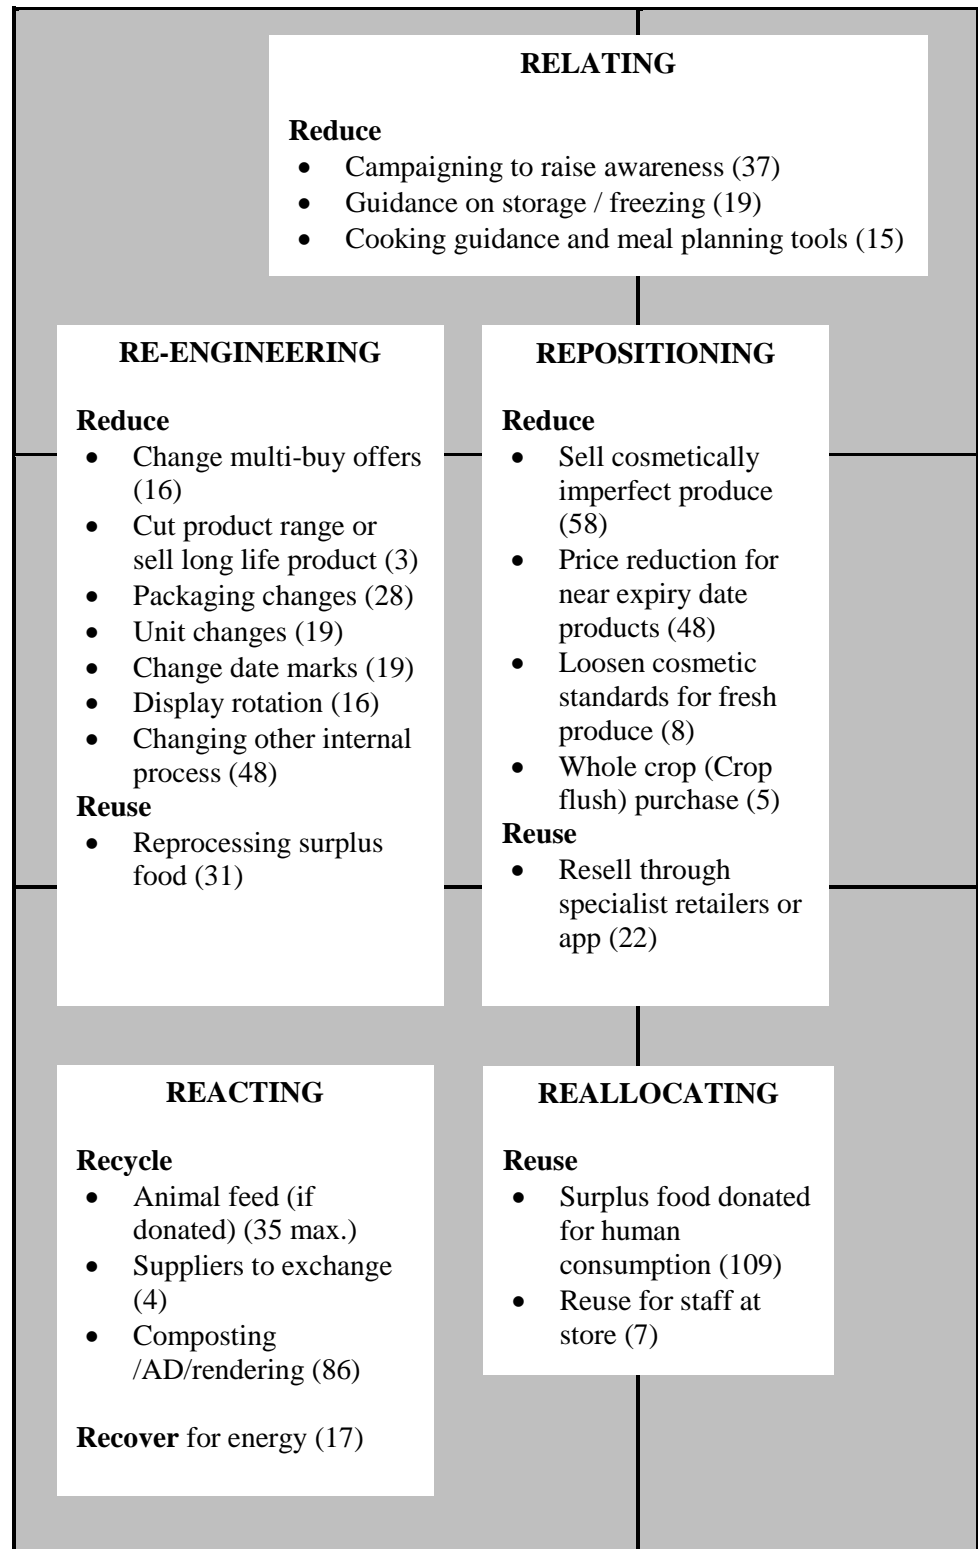 RELATING
Reduce
• Campaigning to raise awareness (37)
• Guidance on storage / freezing (19)
• Cooking guidance and meal planning tools (15)
RE-ENGINEERING
Reduce
• Change multi-buy offers
(16)
• Cut product range or
sell long life product (3)
• Packaging changes (28)
• Unit changes (19)
• Change date marks (19)
• Display rotation (16)
• Changing other internal
process (48)
Reuse
• Reprocessing surplus
food (31)
REPOSITIONING
Reduce
• Sell cosmetically
imperfect produce
(58)
• Price reduction for
near expiry date
products (48)
• Loosen cosmetic
standards for fresh
produce (8)
• Whole crop (Crop
flush) purchase (5)
Reuse
• Resell through
specialist retailers or
app (22)
REACTING
Recycle
• Animal feed (if
donated) (35 max.)
• Suppliers to exchange
(4)
• Composting
/AD/rendering (86)
Recover for energy (17)
REALLOCATING
Reuse
• Surplus food donated
for human
consumption (109)
• Reuse for staff at
store (7)